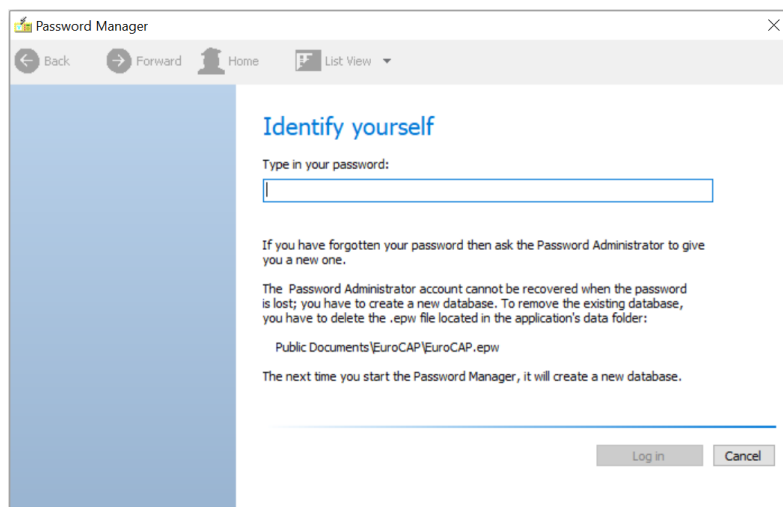 Password Manager
Back Forward Home List View
Identify yourself
Type in your password:
If you have forgotten your password then ask the Password Administrator to give
you a new one.
The Password Administrator account cannot be recovered when the password
is lost; you have to create a new database. To remove the existing database,
you have to delete the .epw file located in the application's data folder:
Public Documents\EuroCAP\EuroCAP.epw
The next time you start the Password Manager, it will create a new database.
Log in Cancel